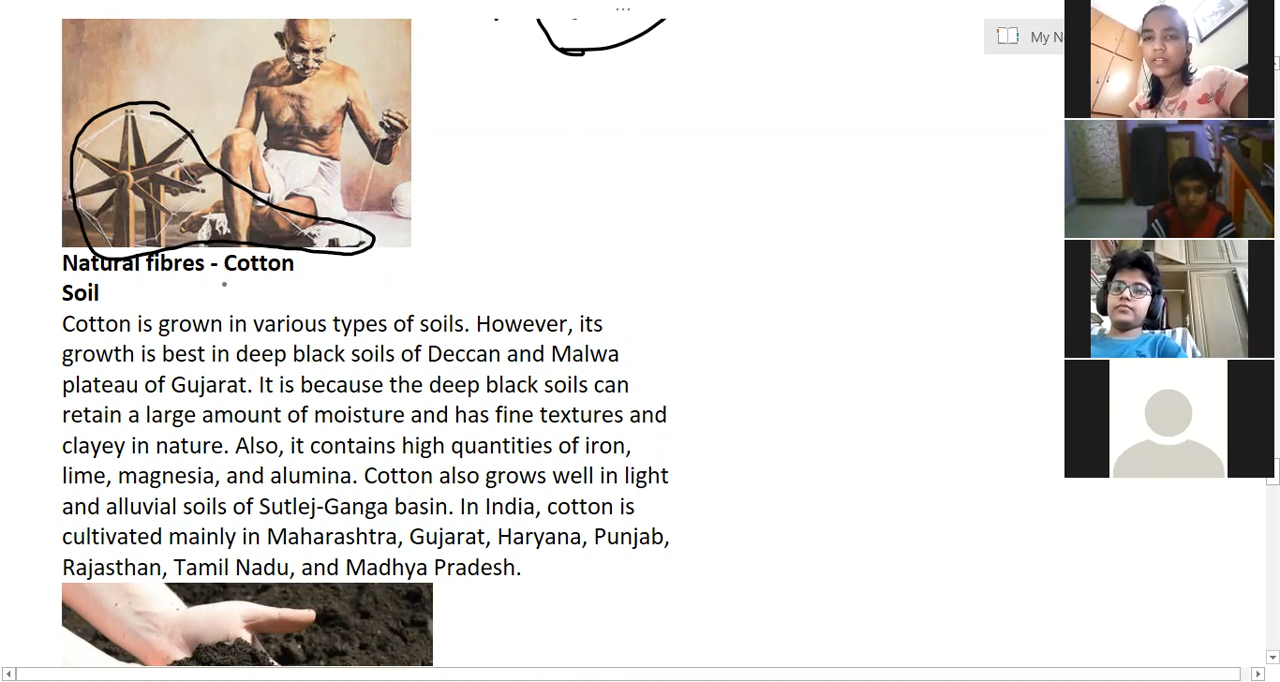 My N
Natural fibres - Cotton
Soil
Cotton is grown in various types of soils. However, its
growth is best in deep black soils of Deccan and Malwa
plateau of Gujarat. It is because the deep black soils can
retain a large amount of moisture and has fine textures and
clayey in nature. Also, it contains high quantities of iron,
lime, magnesia, and alumina. Cotton also grows well in light
and alluvial soils of Sutlej-Ganga basin. In India, cotton is
cultivated mainly in Maharashtra, Gujarat, Haryana, Punjab,
Rajasthan, Tamil Nadu, and Madhya Pradesh.